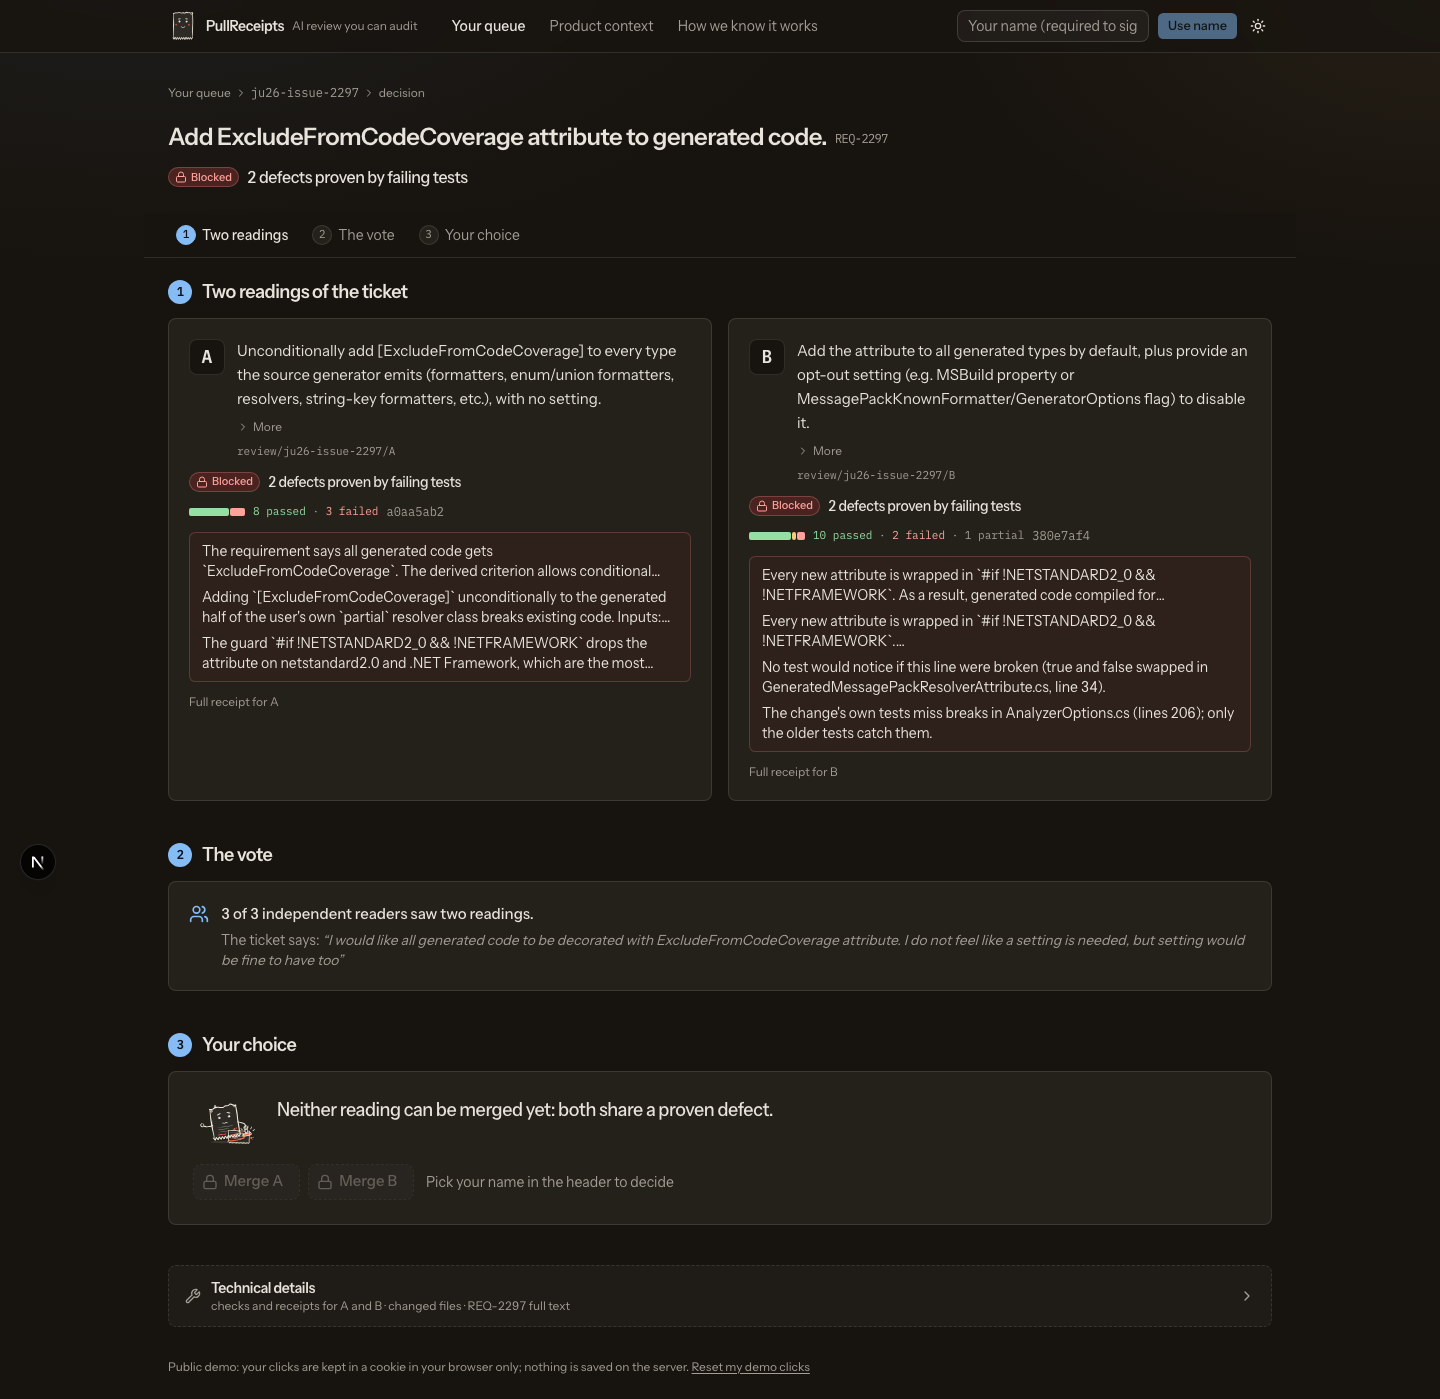 PullReceipts AI review you can audit Your queue Product context How we know it works Your name (required to sig Use name
Your queue > ju26-issue-2297 > decision
Add ExcludeFromCodeCoverage attribute to generated code. REQ-2297
Blocked 2 defects proven by failing tests
1 Two readings 2 The vote 3 Your choice
1 Two readings of the ticket
A
Unconditionally add [ExcludeFromCodeCoverage] to every type
the source generator emits (formatters, enum/union formatters,
resolvers, string-key formatters, etc.), with no setting.
> More
review/ju26-issue-2297/A
Blocked 2 defects proven by failing tests
8 passed · 3 failed a0aa5ab2
The requirement says all generated code gets
`ExcludeFromCodeCoverage`. The derived criterion allows conditional...
Adding `[ExcludeFromCodeCoverage]` unconditionally to the generated
half of the user's own `partial` resolver class breaks existing code. Inputs:...
The guard `#if !NETSTANDARD2_0 && !NETFRAMEWORK` drops the
attribute on netstandard2.0 and .NET Framework, which are the most...
Full receipt for A
B
Add the attribute to all generated types by default, plus provide an
opt-out setting (e.g. MSBuild property or
MessagePackKnownFormatter/GeneratorOptions flag) to disable
it.
> More
review/ju26-issue-2297/B
Blocked 2 defects proven by failing tests
10 passed · 2 failed · 1 partial 380e7af4
Every new attribute is wrapped in `#if !NETSTANDARD2_0 &&
!NETFRAMEWORK`. As a result, generated code compiled for...
Every new attribute is wrapped in `#if !NETSTANDARD2_0 &&
!NETFRAMEWORK`....
No test would notice if this line were broken (true and false swapped in
GeneratedMessagePackResolverAttribute.cs, line 34).
The change's own tests miss breaks in AnalyzerOptions.cs (lines 206); only
the older tests catch them.
Full receipt for B
N
2 The vote
3 of 3 independent readers saw two readings.
The ticket says: “I would like all generated code to be decorated with ExcludeFromCodeCoverage attribute. I do not feel like a setting is needed, but setting would
be fine to have too”
3 Your choice
Neither reading can be merged yet: both share a proven defect.
Merge A Merge B Pick your name in the header to decide
Technical details
checks and receipts for A and B · changed files · REQ-2297 full text
Public demo: your clicks are kept in a cookie in your browser only; nothing is saved on the server. Reset my demo clicks